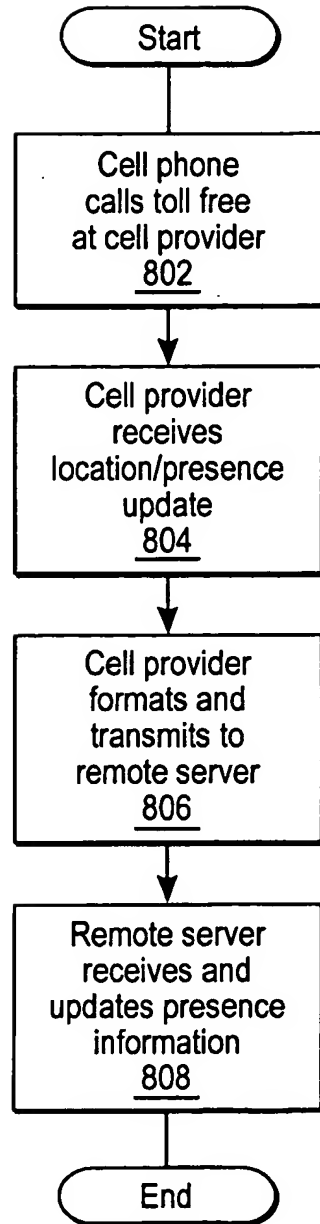 Start
Cell phone
calls toll free
at cell provider
802
Cell provider
receives
location/presence
update
804
Cell provider
formats and
transmits to
remote server
806
Remote server
receives and
updates presence
information
808
End